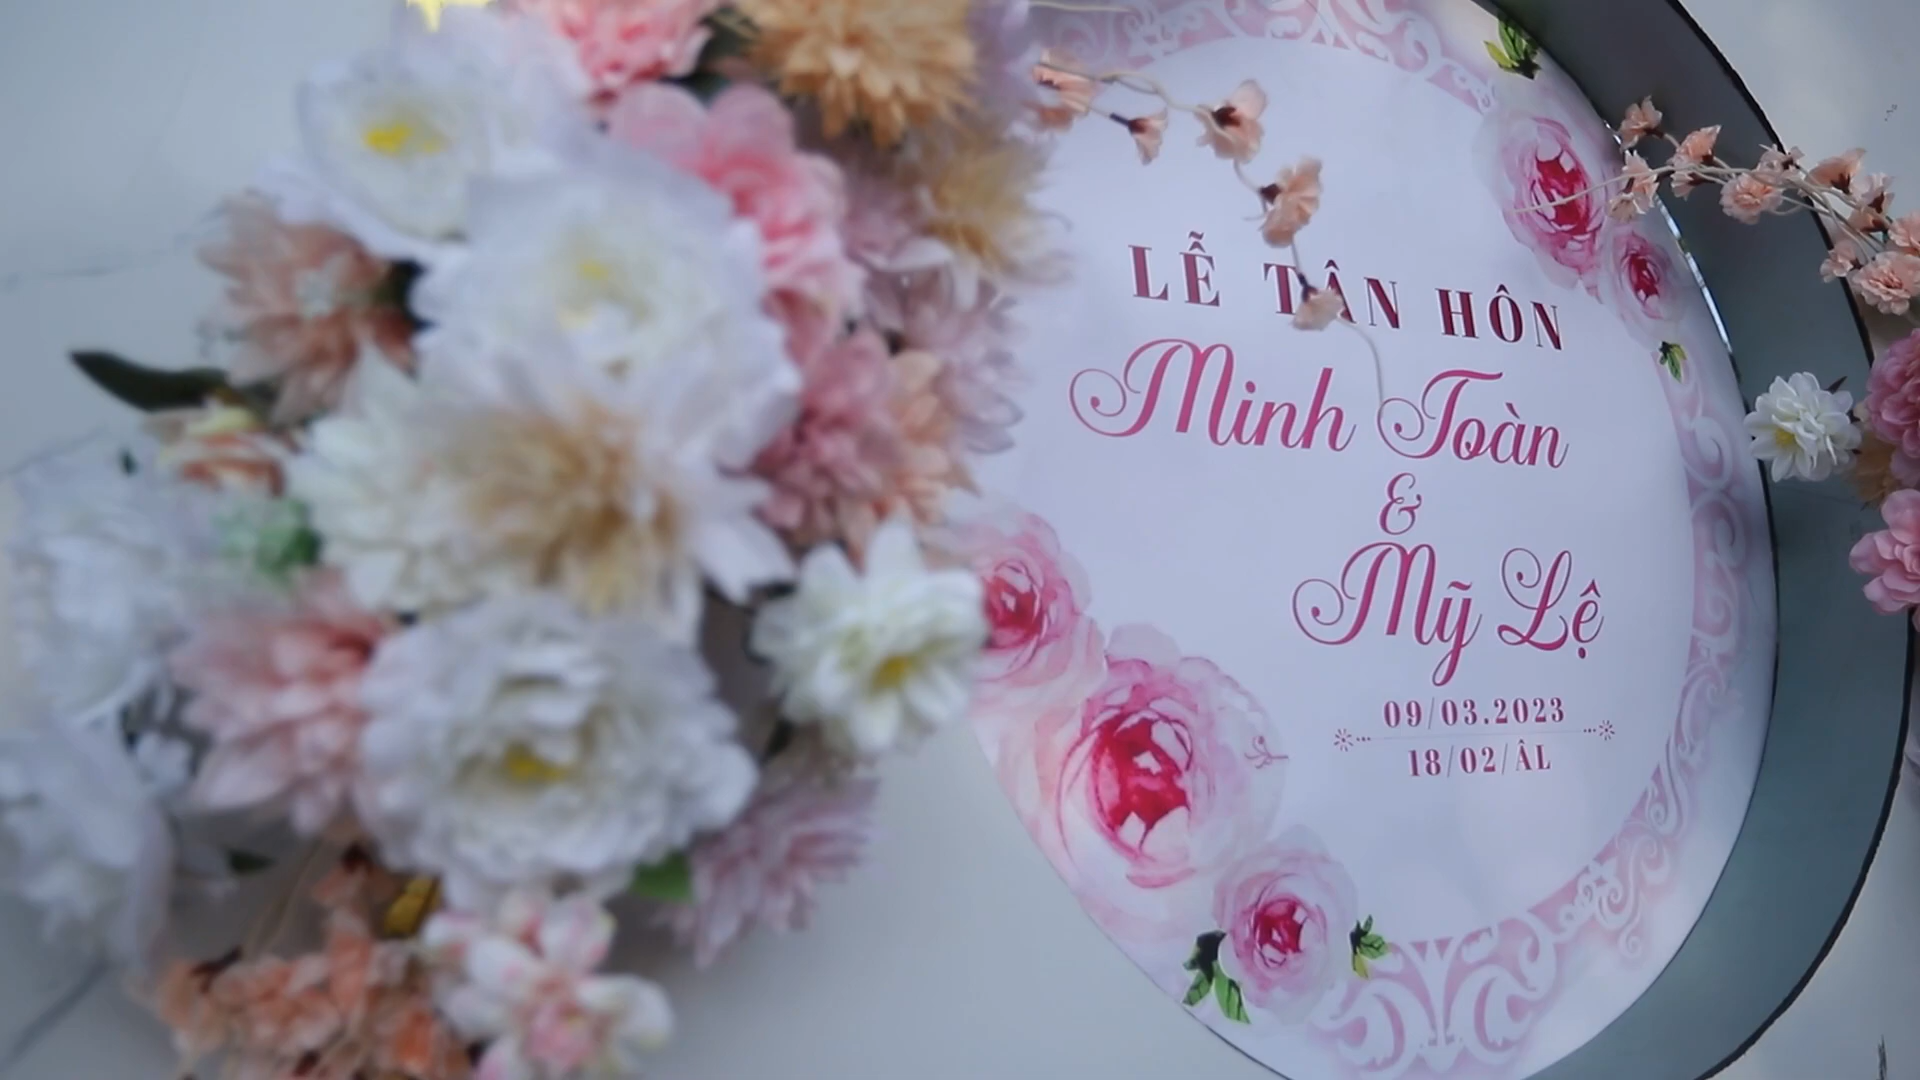 LỄ TÂN HÔN
Minh Toàn
&
Mỹ Lệ
09/03.2023
18/02/ÂL